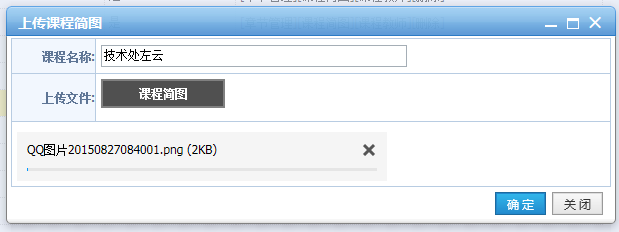 上传课程简图
课程名称: 技术处左云
上传文件: 课程简图
QQ图片20150827084001.png (2KB)
确定 关闭